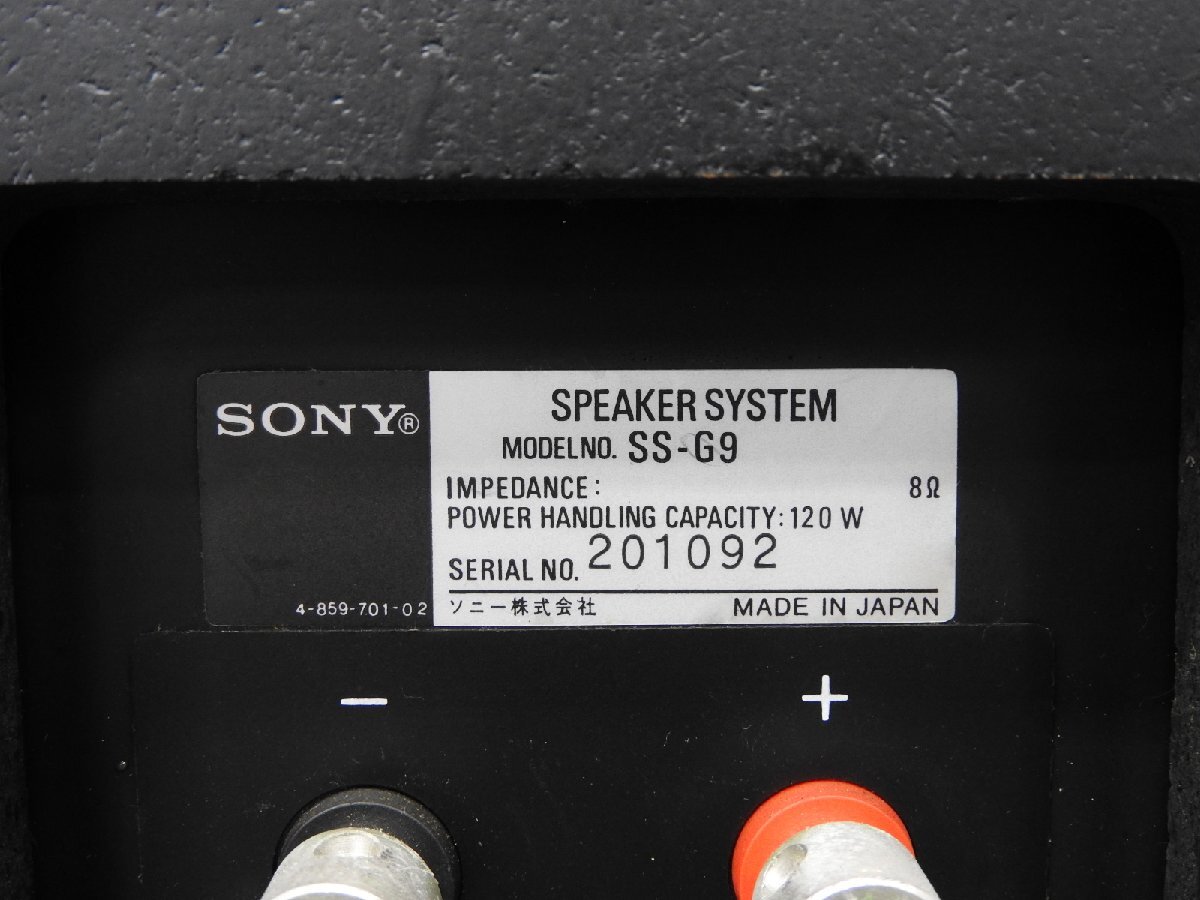 SONY®
SPEAKER SYSTEM
MODEL NO. SS-G9
IMPEDANCE: 8Ω
POWER HANDLING CAPACITY: 120 W
SERIAL NO. 201092
4-859-701-02
ソニー株式会社 MADE IN JAPAN
− +